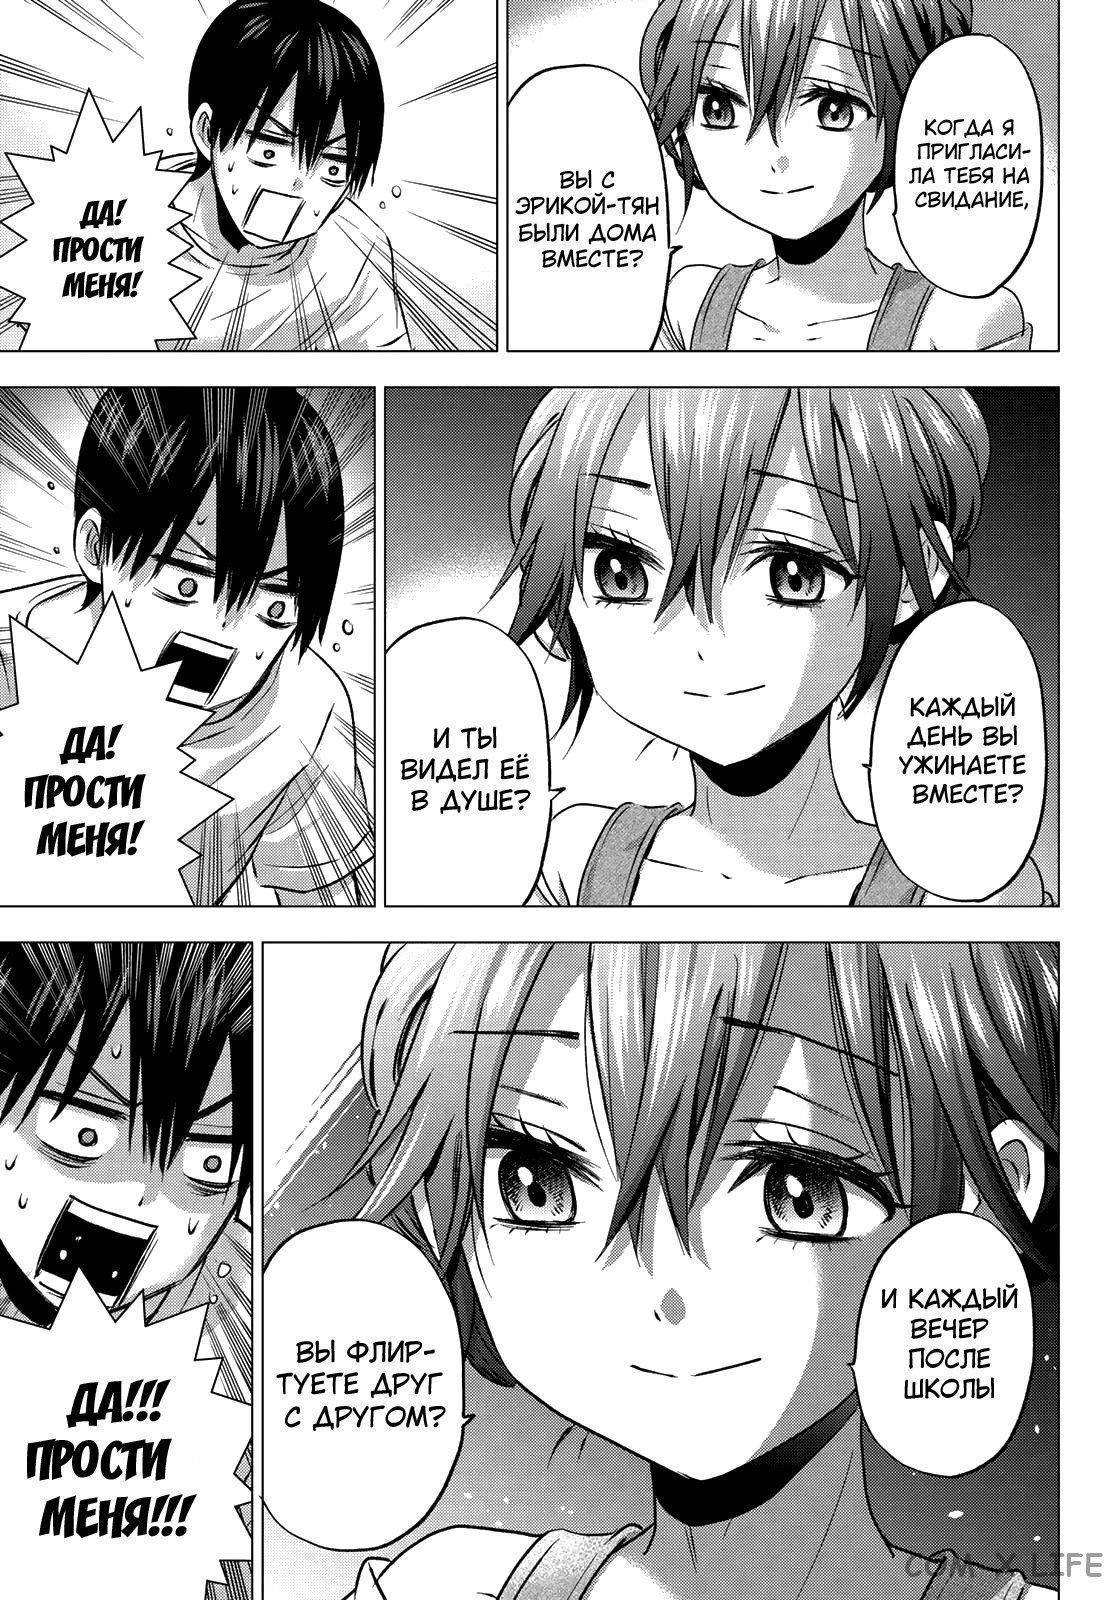 КОГДА Я
ПРИГЛАСИ-
ЛА ТЕБЯ НА
СВИДАНИЕ,
ВЫ С
ЭРИКОЙ-ТЯН
БЫЛИ ДОМА
ВМЕСТЕ?
ДА!
ПРОСТИ
МЕНЯ!
КАЖДЫЙ
ДЕНЬ ВЫ
УЖИНАЕТЕ
ВМЕСТЕ?
И ТЫ
ВИДЕЛ ЕЁ
В ДУШЕ?
ДА!
ПРОСТИ
МЕНЯ!
И КАЖДЫЙ
ВЕЧЕР
ПОСЛЕ
ШКОЛЫ
ВЫ ФЛИР-
ТУЕТЕ ДРУГ
С ДРУГОМ?
ДА!!!
ПРОСТИ
МЕНЯ!!!
COM-X.LIFE